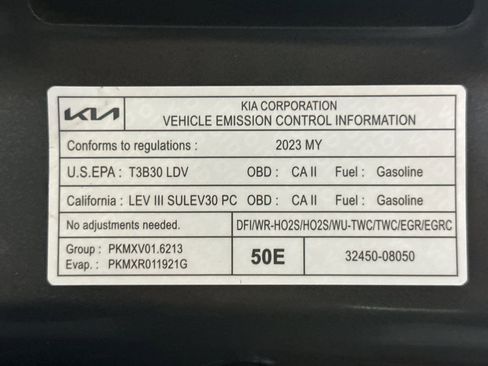 KIA
KIA CORPORATION
VEHICLE EMISSION CONTROL INFORMATION
Conforms to regulations : 2023 MY
U.S.EPA : T3B30 LDV OBD : CA II Fuel : Gasoline
California : LEV III SULEV30 PC OBD : CA II Fuel : Gasoline
No adjustments needed. DFI/WR-HO2S/HO2S/WU-TWC/TWC/EGR/EGRC
Group : PKMXV01.6213
Evap. : PKMXR011921G
50E
32450-08050